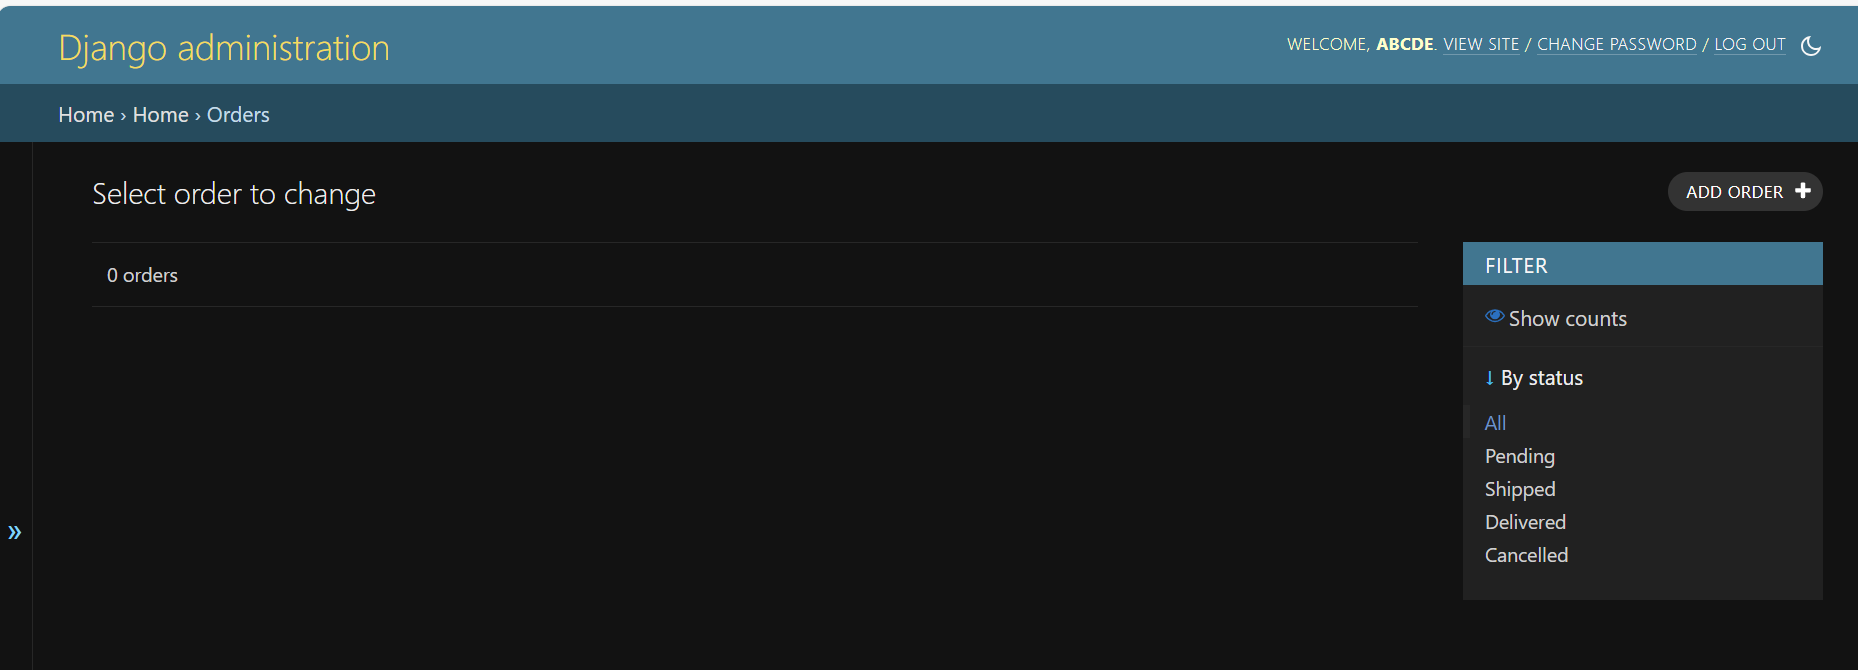 Django administration
WELCOME, ABCDE. VIEW SITE / CHANGE PASSWORD / LOG OUT
Home › Home › Orders
Select order to change
ADD ORDER
0 orders
FILTER
Show counts
↓ By status
All
Pending
Shipped
Delivered
Cancelled
»